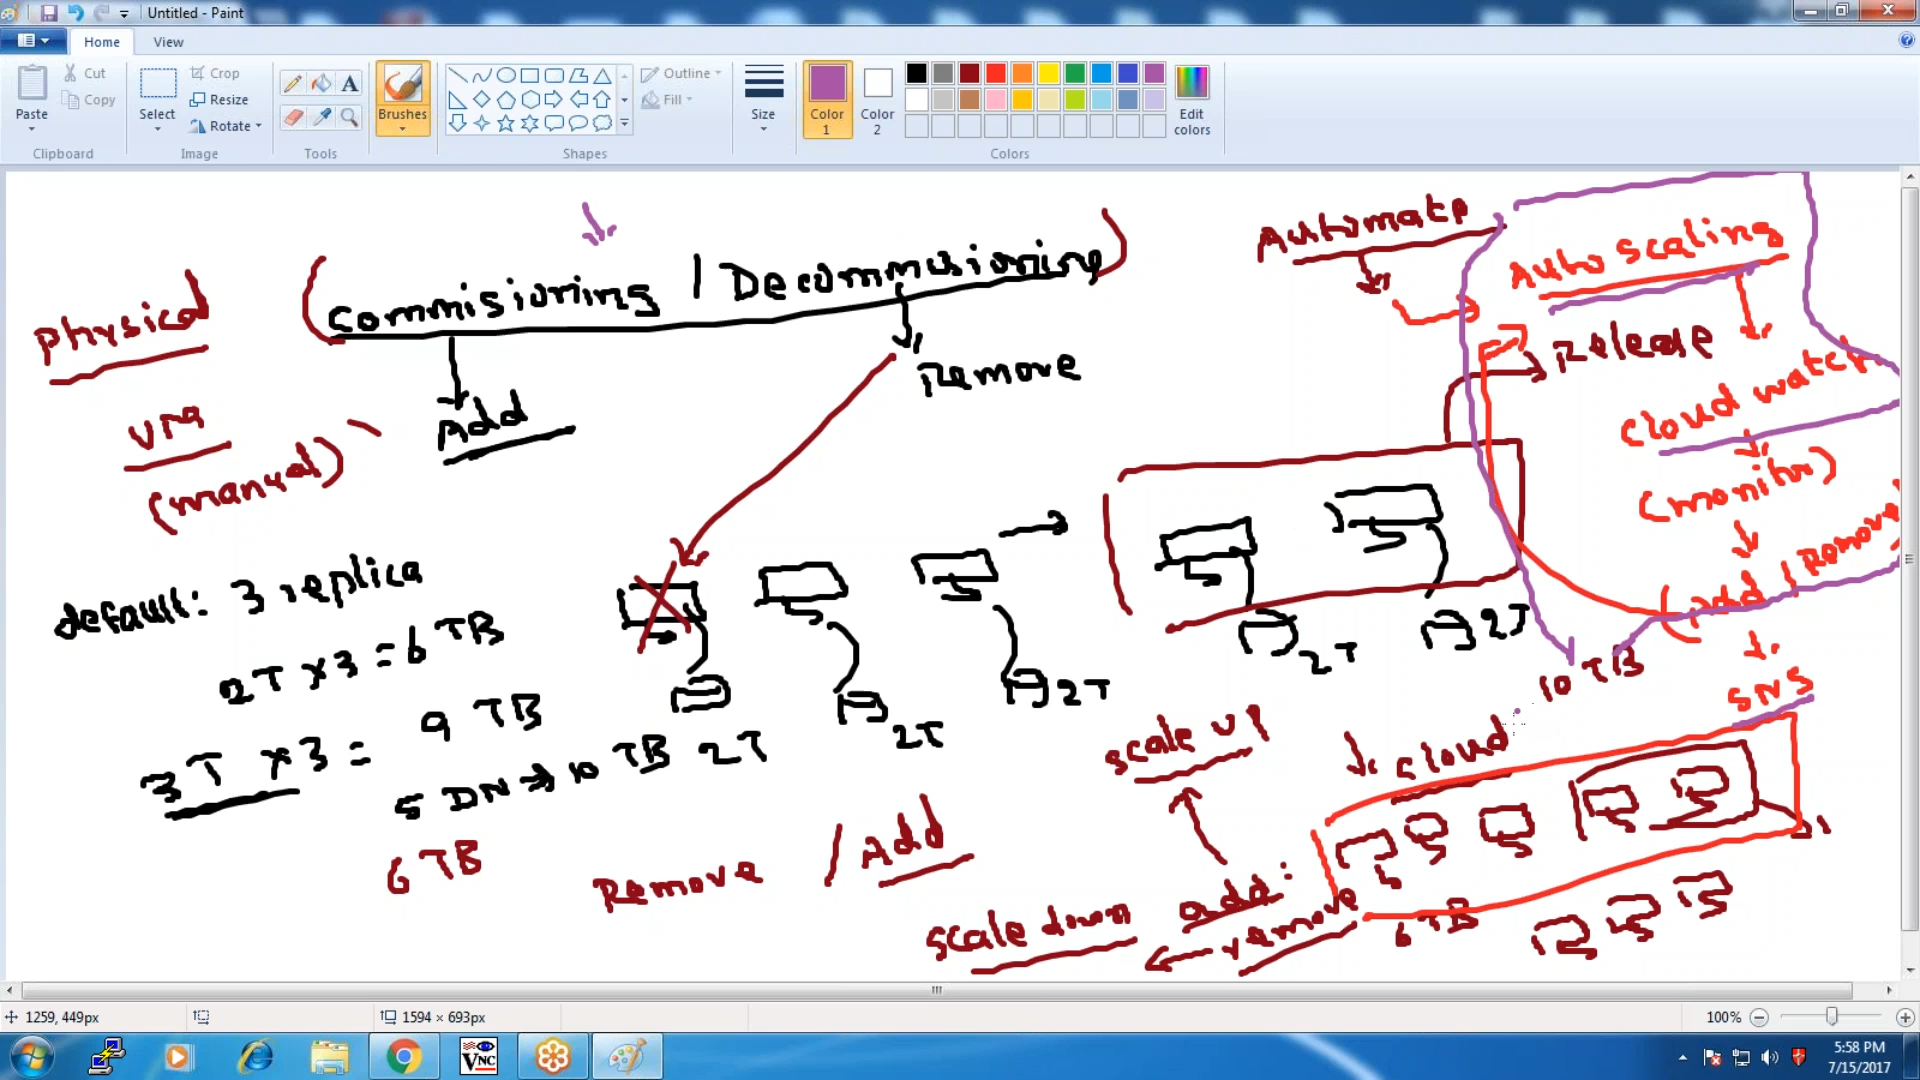 Untitled - Paint
Home
View
Paste
Cut
Copy
Clipboard
Select
Crop
Resize
Rotate
Image
Tools
Brushes
Outline
Fill
Shapes
Size
Color 1
Color 2
Edit colors
Colors
Physical
VM
(manual)
(Commisioning / Decommisioning)
Add
Remove
default: 3 replica
2T x3 = 6 TB
3T x3 = 9 TB
5 DN → 10 TB 2T
6 TB
Remove / Add
2T
2T
2T
2T
Auto scaling
Release
cloud watch
(monitor)
(Add / Remove
SNS
10 TB
scale up
cloud
scale down
add:
remove
6 TB
1259, 449px
1594 × 693px
100%
5:58 PM
7/15/2017
VNC